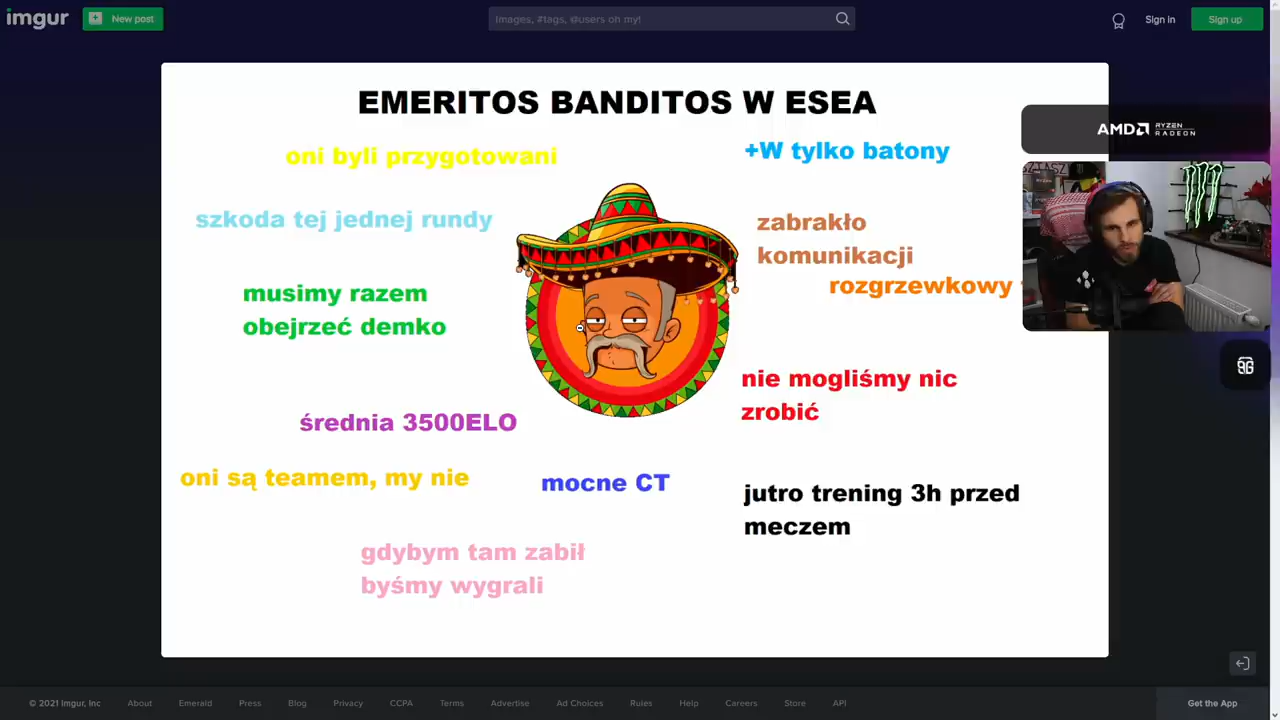 imgur
New post
Images, #tags, @users oh my!
Sign in
Sign up
EMERITOS BANDITOS W ESEA
oni byli przygotowani
+W tylko batony
AMD RYZEN
RADEON
szkoda tej jednej rundy
zabrakło
komunikacji
rozgrzewkowy
musimy razem
obejrzeć demko
nie mogliśmy nic
zrobić
średnia 3500ELO
oni są teamem, my nie
mocne CT
jutro trening 3h przed
meczem
gdybym tam zabił
byśmy wygrali
© 2021 Imgur, Inc
About
Emerald
Press
Blog
Privacy
CCPA
Terms
Advertise
Ad Choices
Rules
Help
Careers
Store
API
Get the App